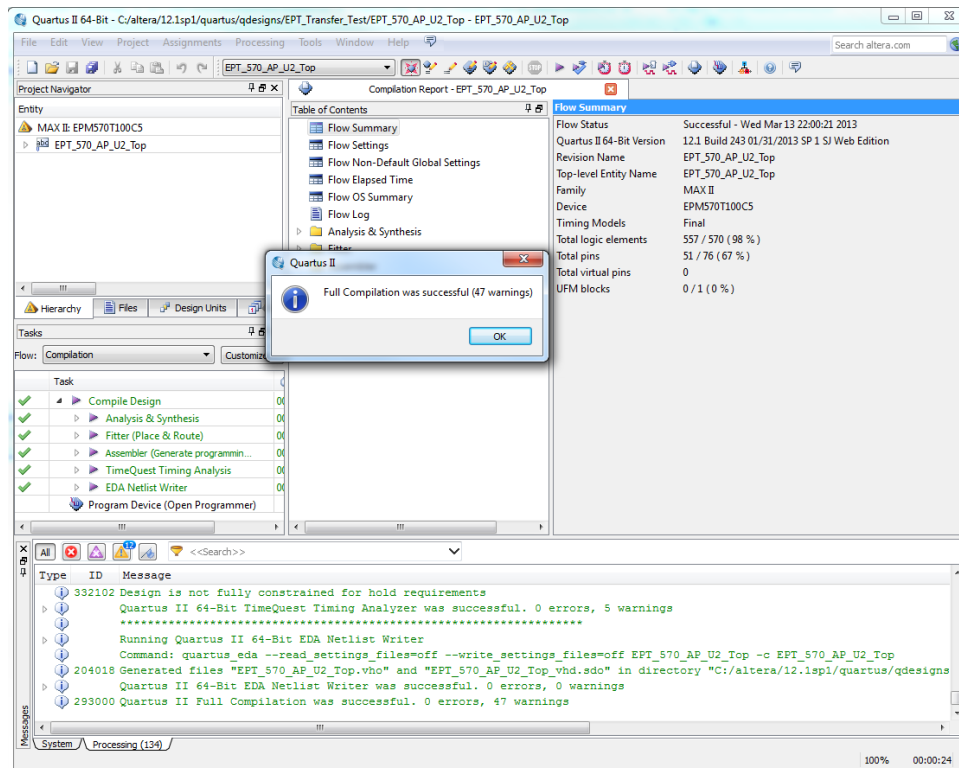 Quartus II 64-Bit - C:/altera/12.1sp1/quartus/qdesigns/EPT_Transfer_Test/EPT_570_AP_U2_Top - EPT_570_AP_U2_Top
File Edit View Project Assignments Processing Tools Window Help
Search altera.com
EPT_570_AP_U2_Top
Project Navigator
Entity
MAX II: EPM570T100C5
abd EPT_570_AP_U2_Top
Hierarchy Files Design Units
Tasks
Flow: Compilation Customize
Task
Compile Design 00
Analysis & Synthesis 00
Fitter (Place & Route) 00
Assembler (Generate programmin... 00
TimeQuest Timing Analysis 00
EDA Netlist Writer 00
Program Device (Open Programmer)
Compilation Report - EPT_570_AP_U2_Top
Table of Contents
Flow Summary
Flow Settings
Flow Non-Default Global Settings
Flow Elapsed Time
Flow OS Summary
Flow Log
Analysis & Synthesis
Fitter
Flow Summary
Flow Status Successful - Wed Mar 13 22:00:21 2013
Quartus II 64-Bit Version 12.1 Build 243 01/31/2013 SP 1 SJ Web Edition
Revision Name EPT_570_AP_U2_Top
Top-level Entity Name EPT_570_AP_U2_Top
Family MAX II
Device EPM570T100C5
Timing Models Final
Total logic elements 557 / 570 ( 98 % )
Total pins 51 / 76 ( 67 % )
Total virtual pins 0
UFM blocks 0 / 1 ( 0 % )
Quartus II
Full Compilation was successful (47 warnings)
OK
All 12 <<Search>>
Type ID Message
332102 Design is not fully constrained for hold requirements
Quartus II 64-Bit TimeQuest Timing Analyzer was successful. 0 errors, 5 warnings
*******************************************************************
Running Quartus II 64-Bit EDA Netlist Writer
Command: quartus_eda --read_settings_files=off --write_settings_files=off EPT_570_AP_U2_Top -c EPT_570_AP_U2_Top
204018 Generated files "EPT_570_AP_U2_Top.vho" and "EPT_570_AP_U2_Top_vhd.sdo" in directory "C:/altera/12.1sp1/quartus/qdesigns
Quartus II 64-Bit EDA Netlist Writer was successful. 0 errors, 0 warnings
293000 Quartus II Full Compilation was successful. 0 errors, 47 warnings
Messages
System Processing (134)
100% 00:00:24